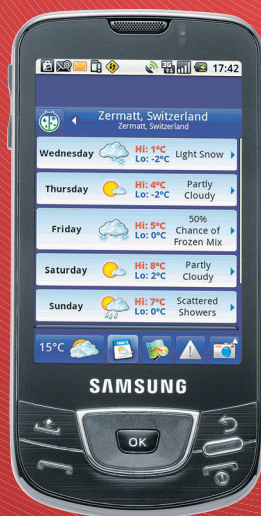 3G 17:42
Zermatt, Switzerland
Zermatt, Switzerland
Wednesday Hi: 1°C Lo: -2°C Light Snow
Thursday Hi: 4°C Lo: -2°C Partly Cloudy
Friday Hi: 5°C Lo: 0°C 50% Chance of Frozen Mix
Saturday Hi: 8°C Lo: 2°C Partly Cloudy
Sunday Hi: 7°C Lo: 0°C Scattered Showers
15°C
SAMSUNG
OK